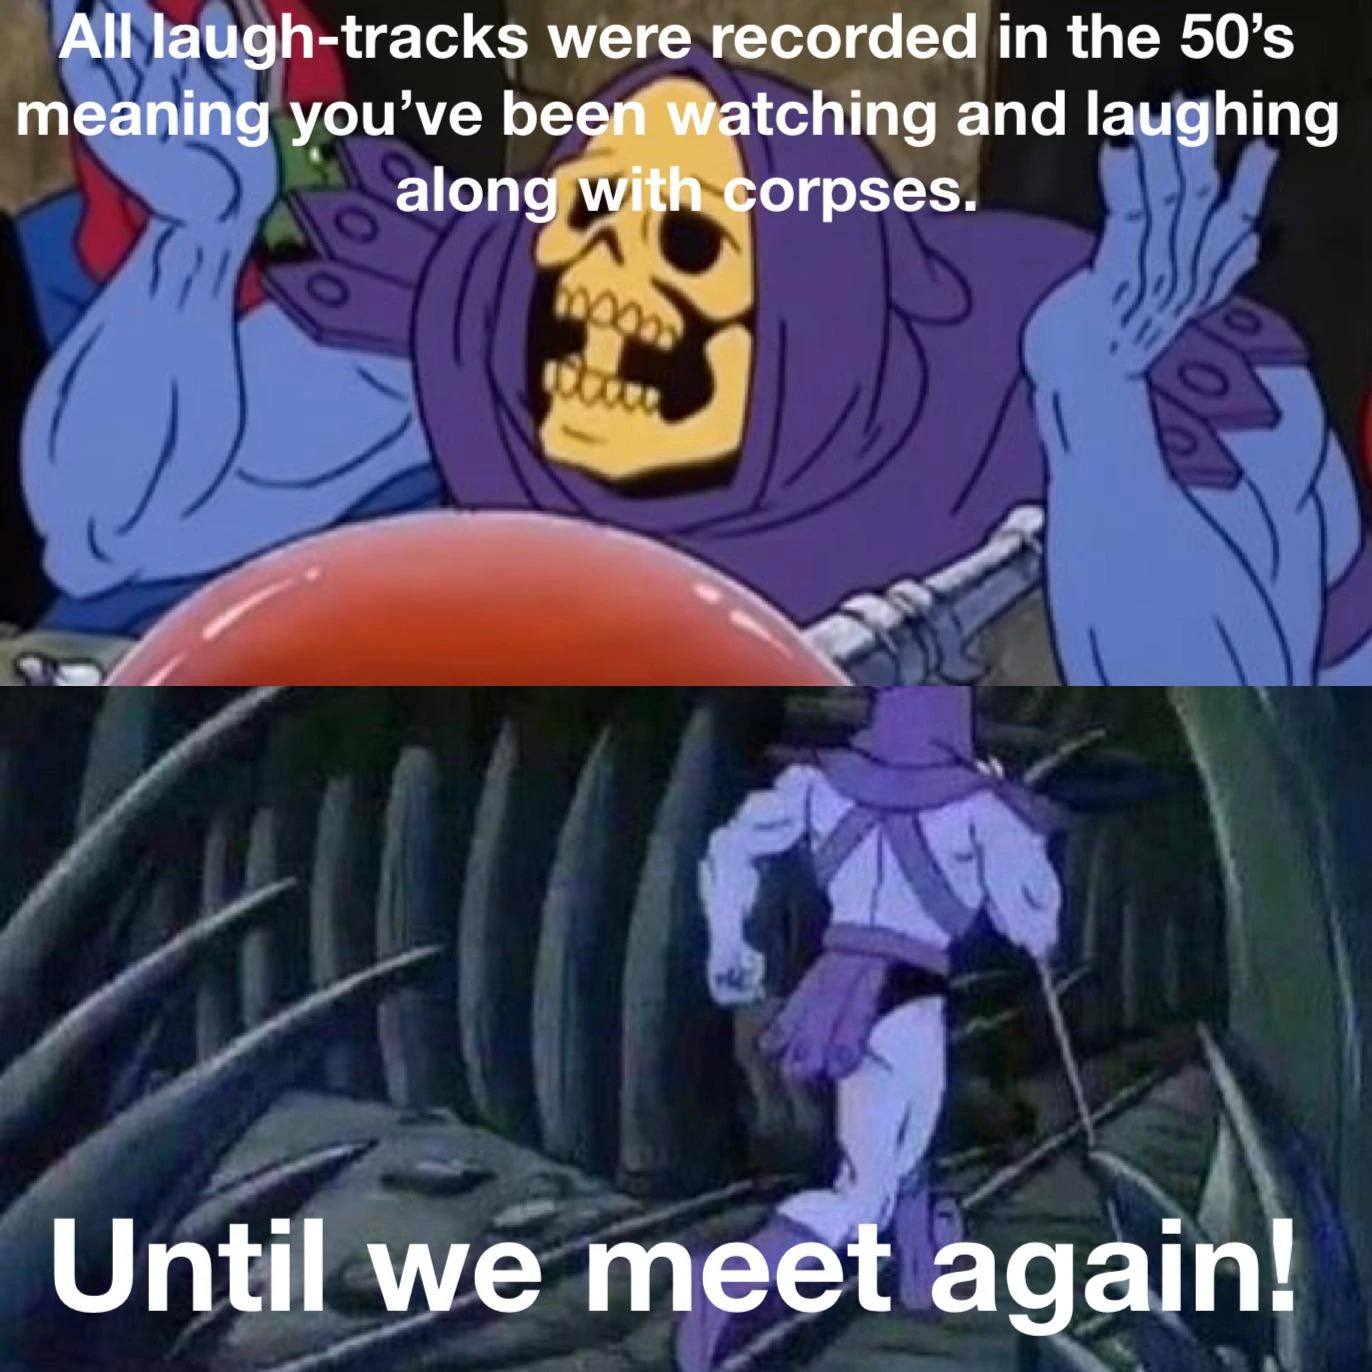 All laugh-tracks were recorded in the 50’s
meaning you’ve been watching and laughing
along with corpses.
Until we meet again!